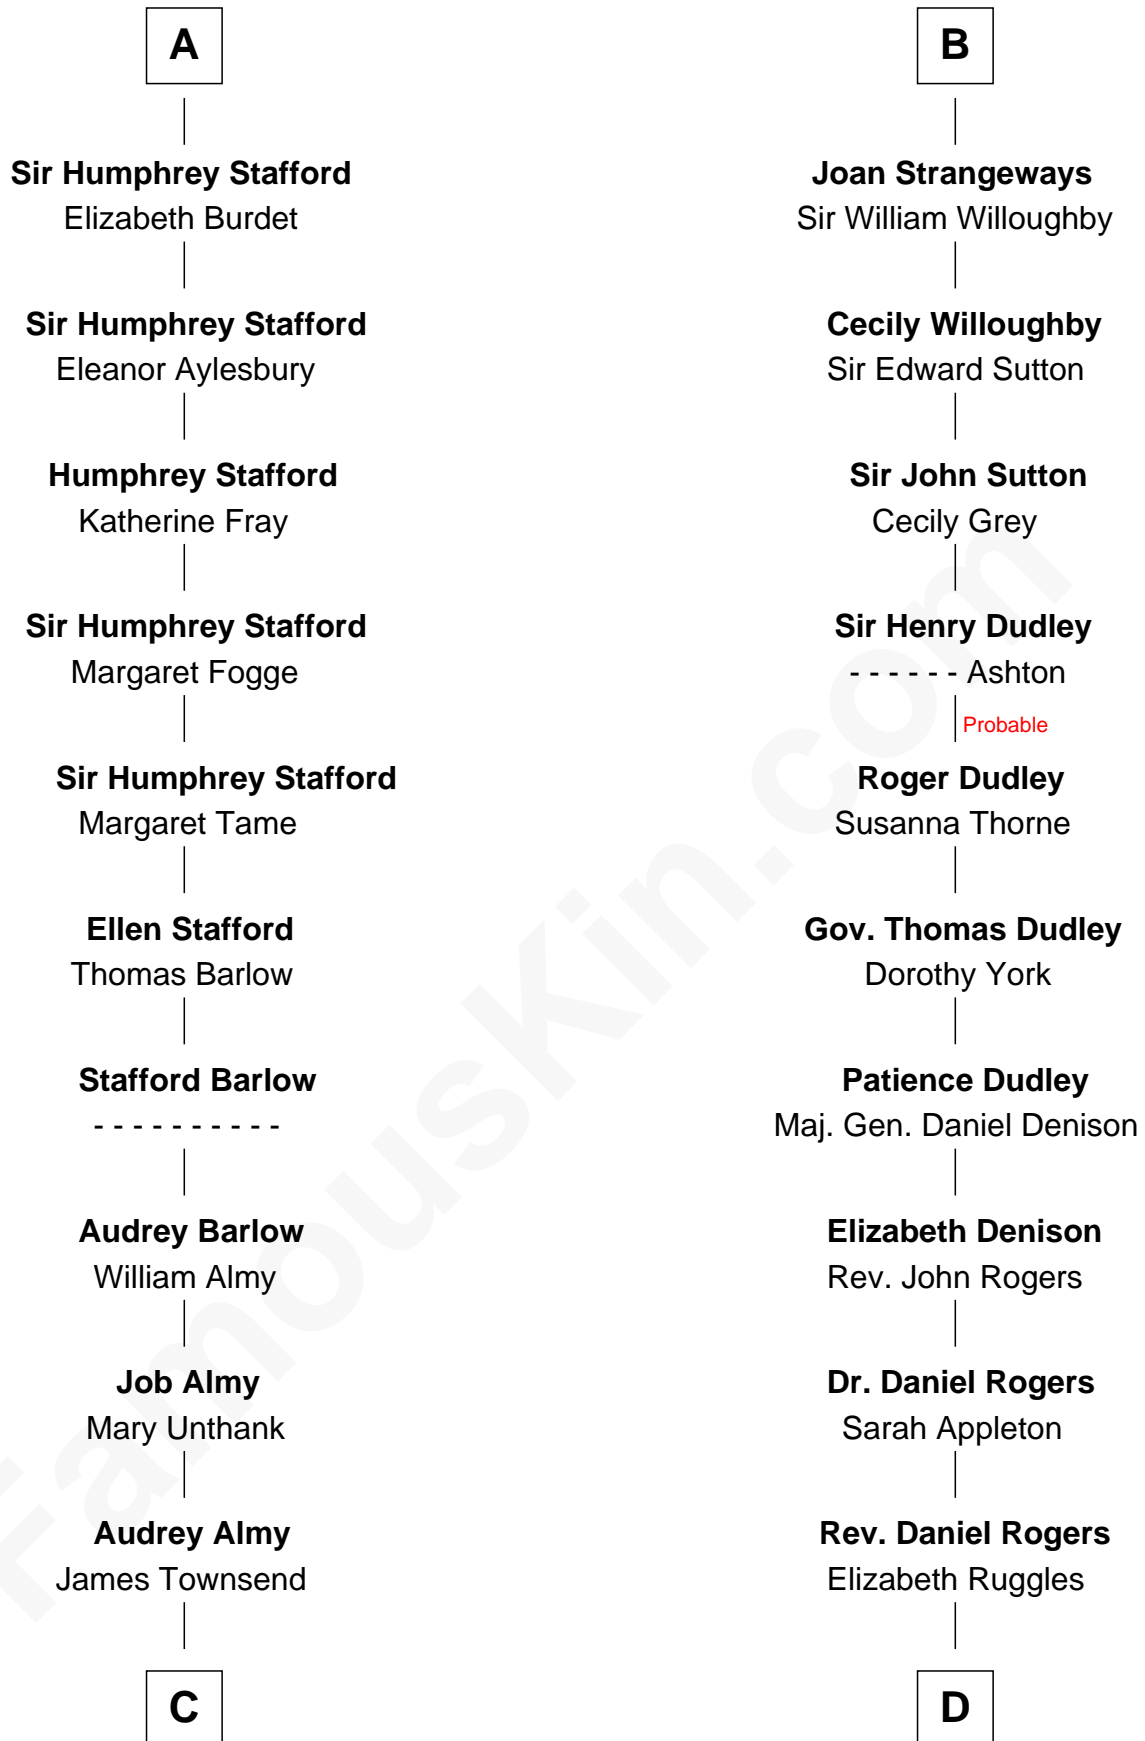 A
Sir Humphrey Stafford
Elizabeth Burdet
Sir Humphrey Stafford
Eleanor Aylesbury
Humphrey Stafford
Katherine Fray
Sir Humphrey Stafford
Margaret Fogge
Sir Humphrey Stafford
Margaret Tame
Ellen Stafford
Thomas Barlow
Stafford Barlow
- - - - - - - - - -
Audrey Barlow
William Almy
Job Almy
Mary Unthank
Audrey Almy
James Townsend
C
B
Joan Strangeways
Sir William Willoughby
Cecily Willoughby
Sir Edward Sutton
Sir John Sutton
Cecily Grey
Sir Henry Dudley
- - - - - - Ashton
Probable
Roger Dudley
Susanna Thorne
Gov. Thomas Dudley
Dorothy York
Patience Dudley
Maj. Gen. Daniel Denison
Elizabeth Denison
Rev. John Rogers
Dr. Daniel Rogers
Sarah Appleton
Rev. Daniel Rogers
Elizabeth Ruggles
D
FamousKin.com